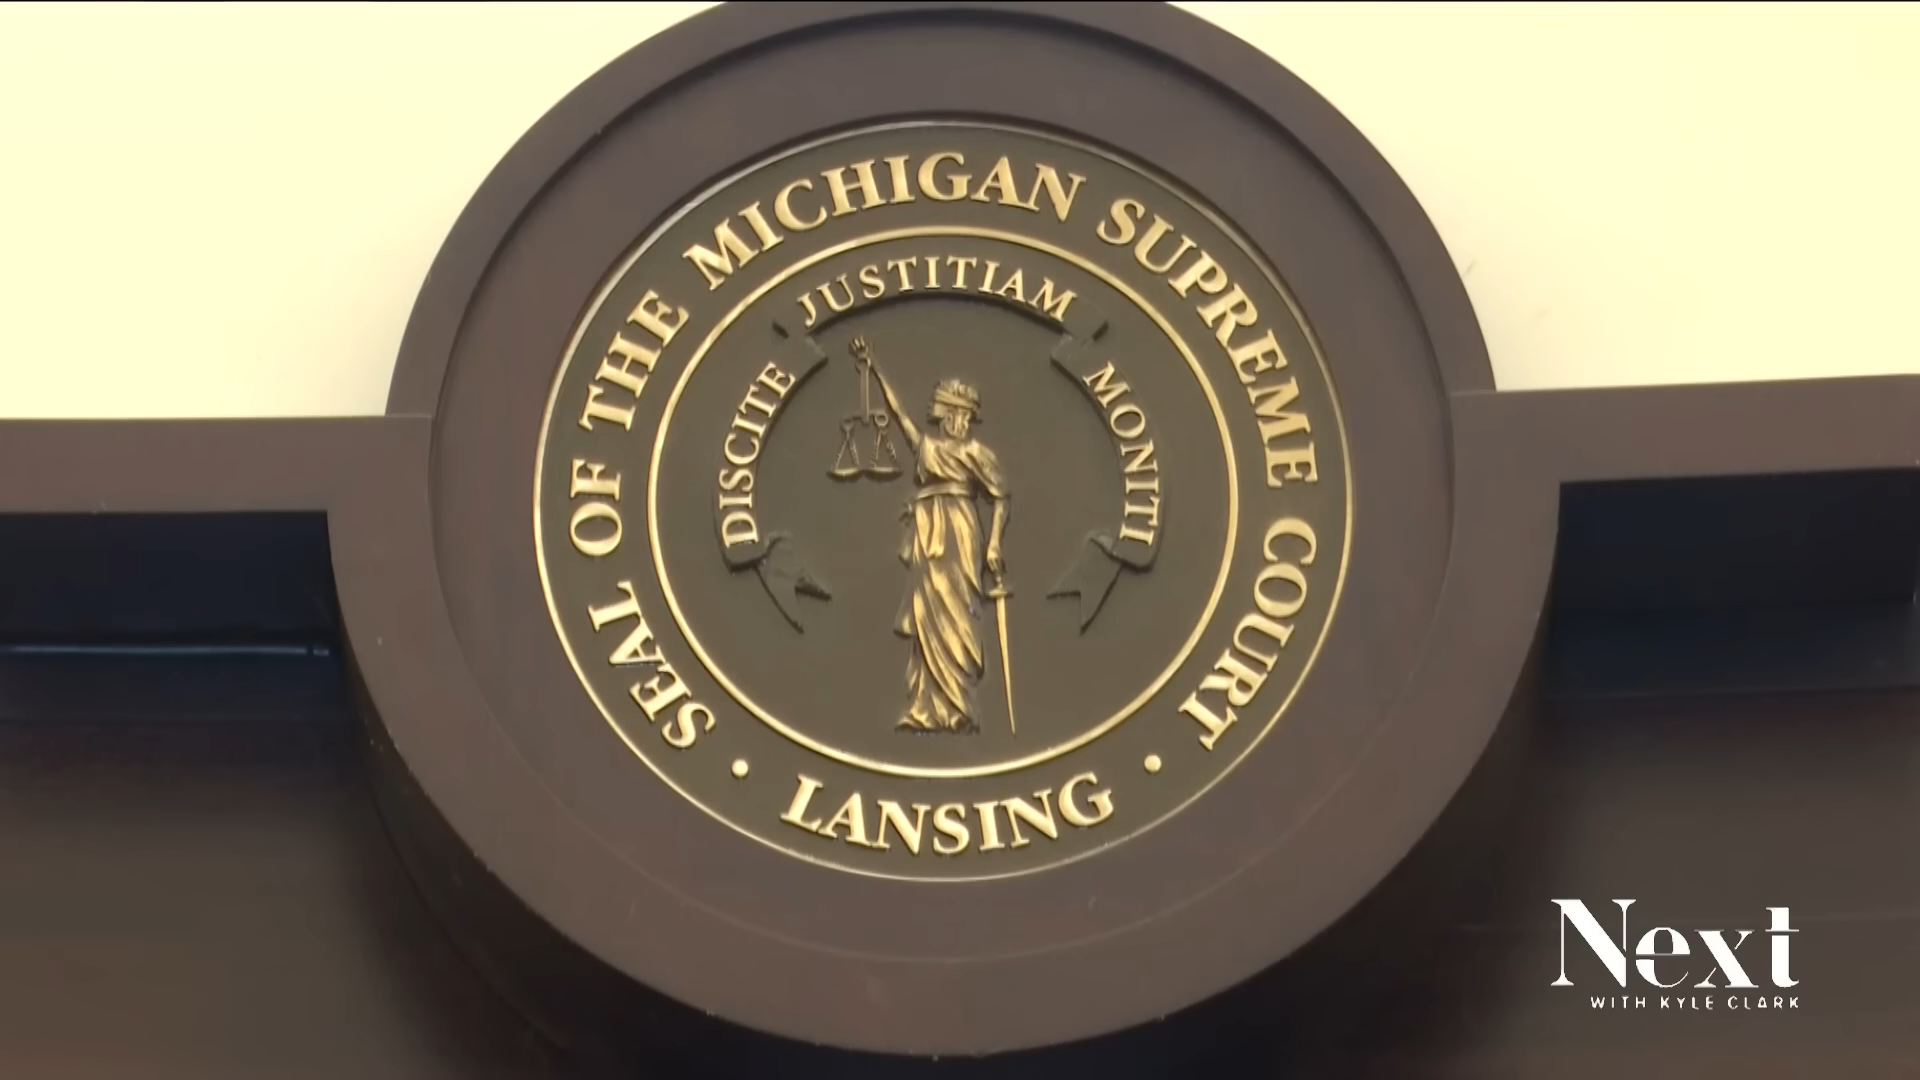 SEAL OF THE MICHIGAN SUPREME COURT
DISCITE JUSTITIAM MONITI
• LANSING •
Next
WITH KYLE CLARK